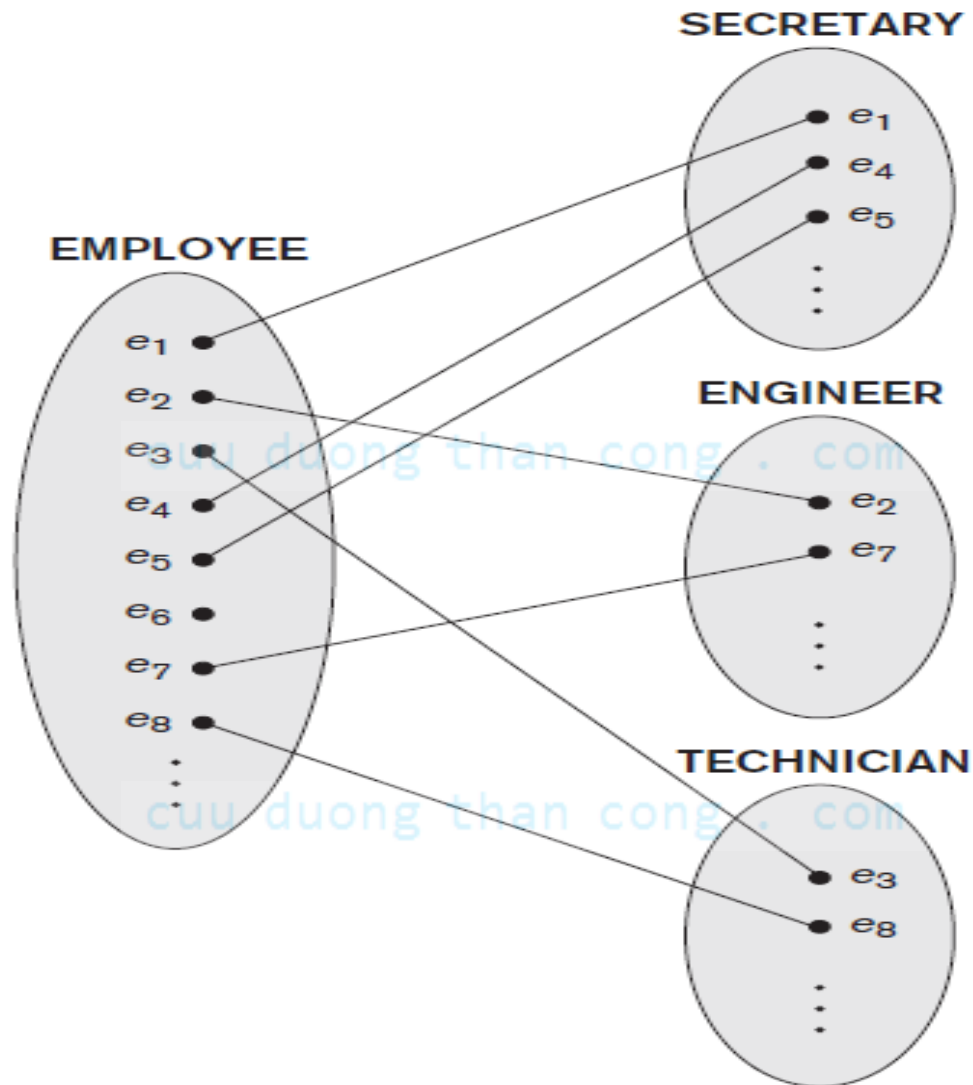 SECRETARY
e1
e4
e5
EMPLOYEE
e1
e2
e3
e4
e5
e6
e7
e8
ENGINEER
e2
e7
TECHNICIAN
e3
e8
cuu duong than cong . com
cuu duong than cong . com